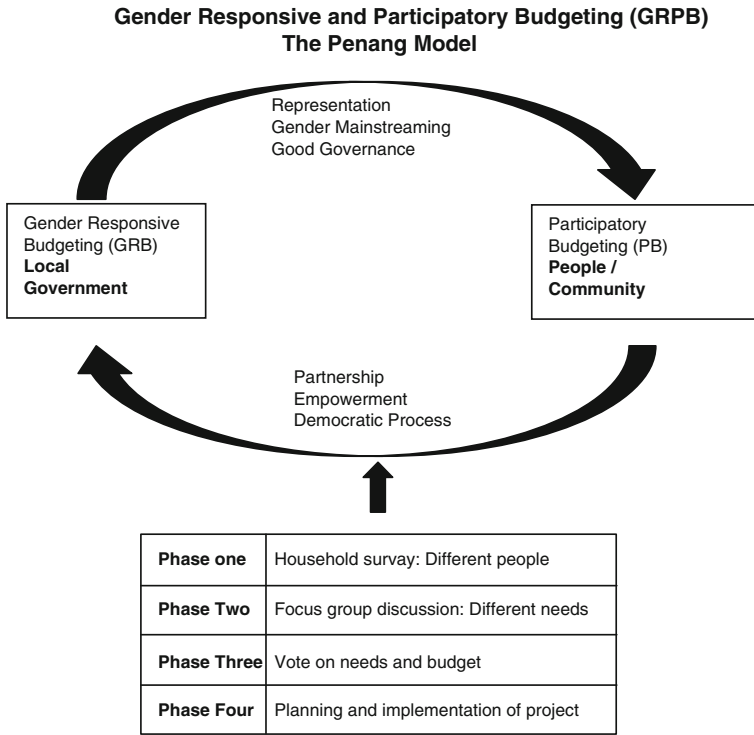 Gender Responsive and Participatory Budgeting (GRPB)
The Penang Model
Representation
Gender Mainstreaming
Good Governance
Gender Responsive
Budgeting (GRB)
Local
Government
Participatory
Budgeting (PB)
People /
Community
Partnership
Empowerment
Democratic Process
Phase one Household survay: Different people
Phase Two Focus group discussion: Different needs
Phase Three Vote on needs and budget
Phase Four Planning and implementation of project